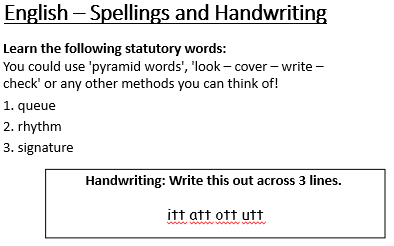 English – Spellings and Handwriting
Learn the following statutory words:
You could use 'pyramid words', 'look – cover – write –
check' or any other methods you can think of!
1. queue
2. rhythm
3. signature
Handwriting: Write this out across 3 lines.
itt att ott utt